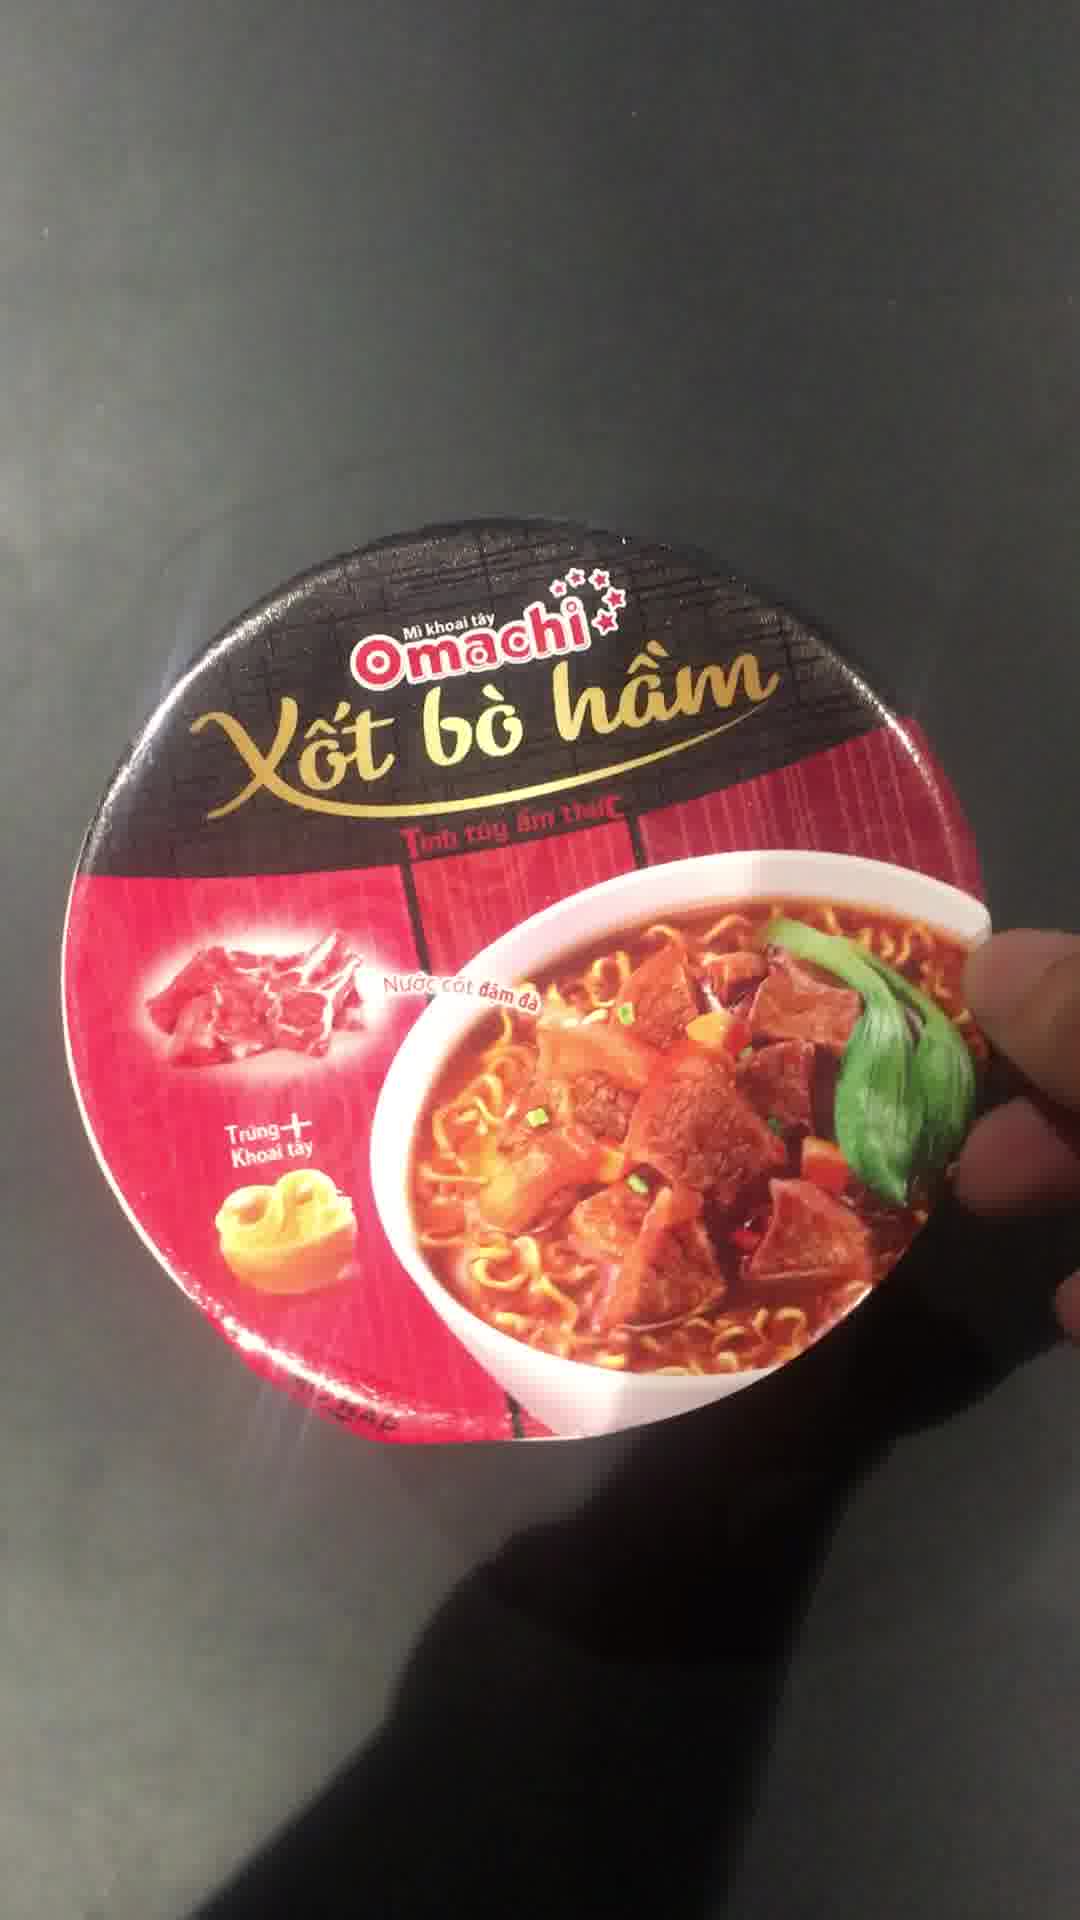 Mì khoai tây
Omachi
Xốt bò hầm
Tinh túy ẩm thực
Nước cốt đậm đà
Trứng+
Khoai tây